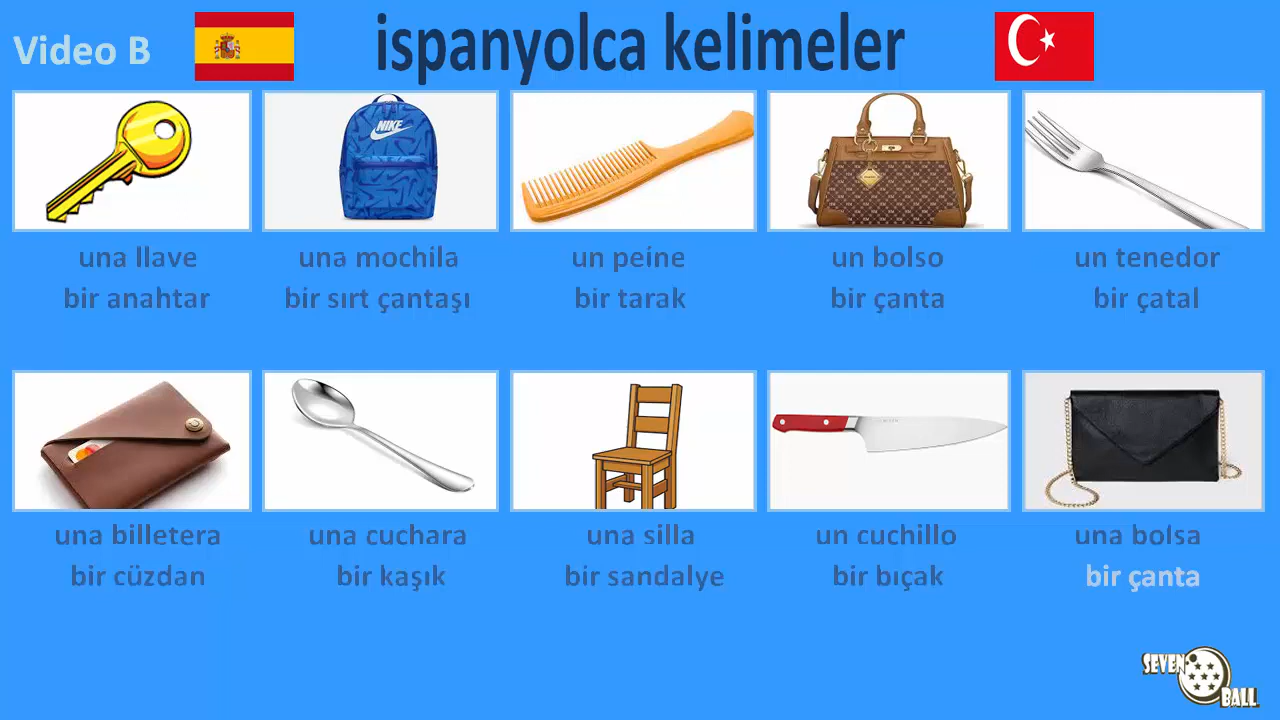 Video B
ispanyolca kelimeler
NIKE
una llave
bir anahtar
una mochila
bir sırt çantaşı
un peíne
bir tarak
un bolso
bir çanta
un tenedor
bir çatal
una billetera
bir cüzdan
una cuchara
bir kaşık
una silla
bir sandalye
un cuchillo
bir bıçak
una bolsa
bir çanta
SEVEN
BALL